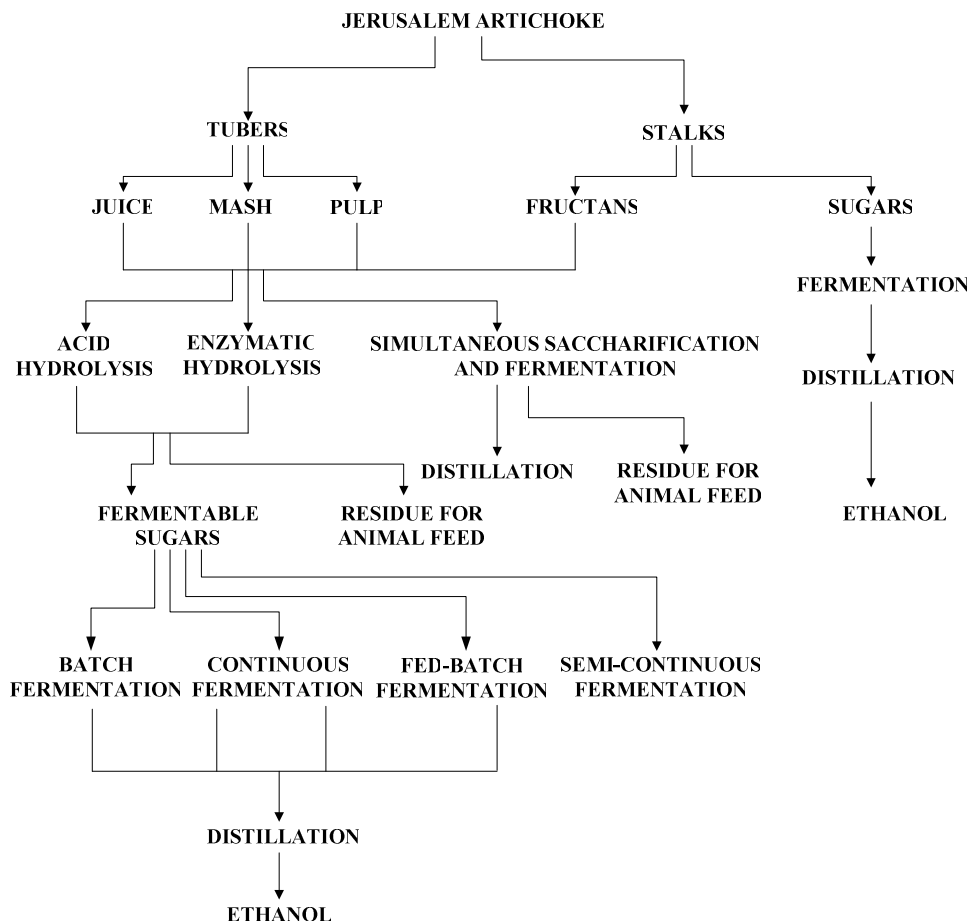 JERUSALEM ARTICHOKE
TUBERS
STALKS
JUICE
MASH
PULP
FRUCTANS
SUGARS
FERMENTATION
ACID
HYDROLYSIS
ENZYMATIC
HYDROLYSIS
SIMULTANEOUS SACCHARIFICATION
AND FERMENTATION
DISTILLATION
DISTILLATION
RESIDUE FOR
ANIMAL FEED
FERMENTABLE
SUGARS
RESIDUE FOR
ANIMAL FEED
ETHANOL
BATCH
FERMENTATION
CONTINUOUS
FERMENTATION
FED-BATCH
FERMENTATION
SEMI-CONTINUOUS
FERMENTATION
DISTILLATION
ETHANOL